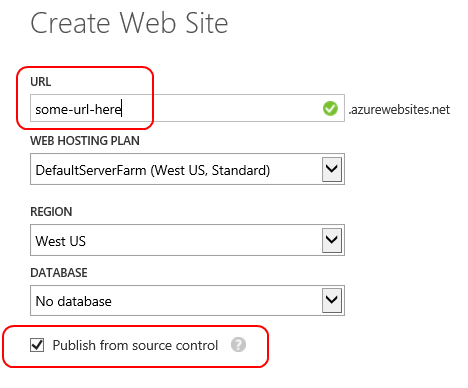 Create Web Site
URL
some-url-here .azurewebsites.net
WEB HOSTING PLAN
DefaultServerFarm (West US, Standard)
REGION
West US
DATABASE
No database
Publish from source control ?